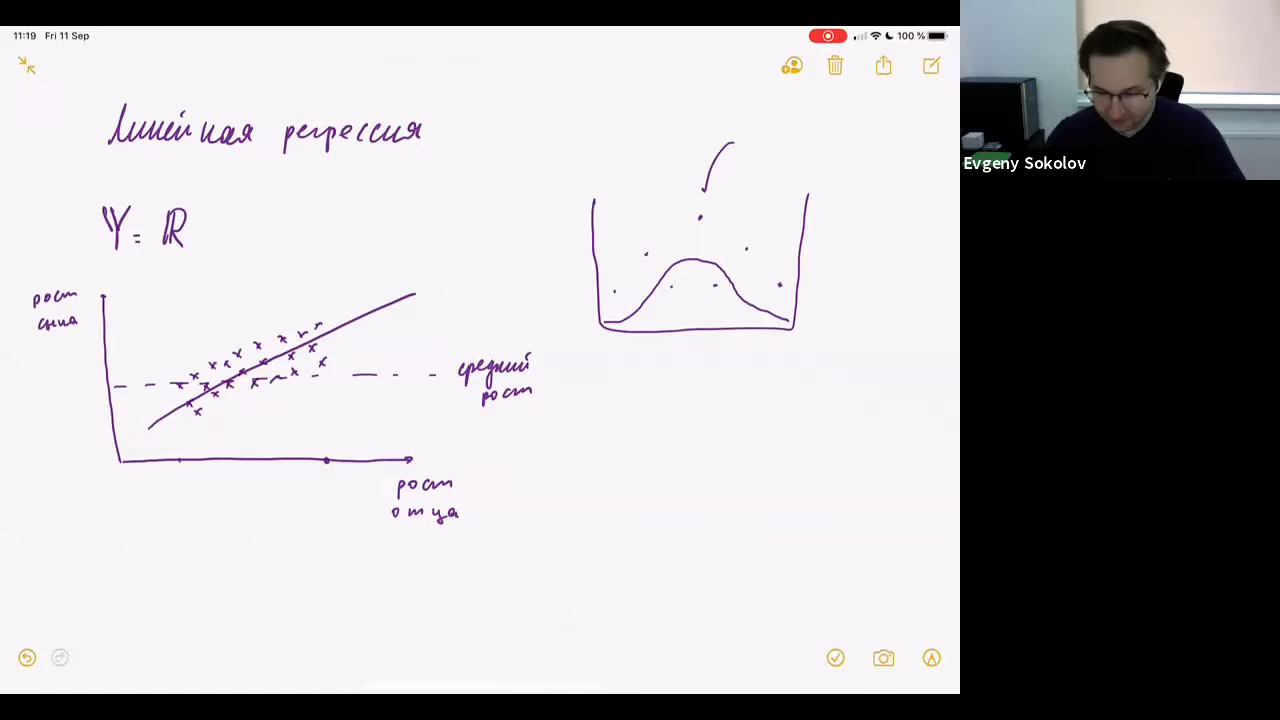 11:19 Fri 11 Sep
100 %
Линейная регрессия
𝕐 = ℝ
рост
сына
средний
рост
рост
отца
Evgeny Sokolov